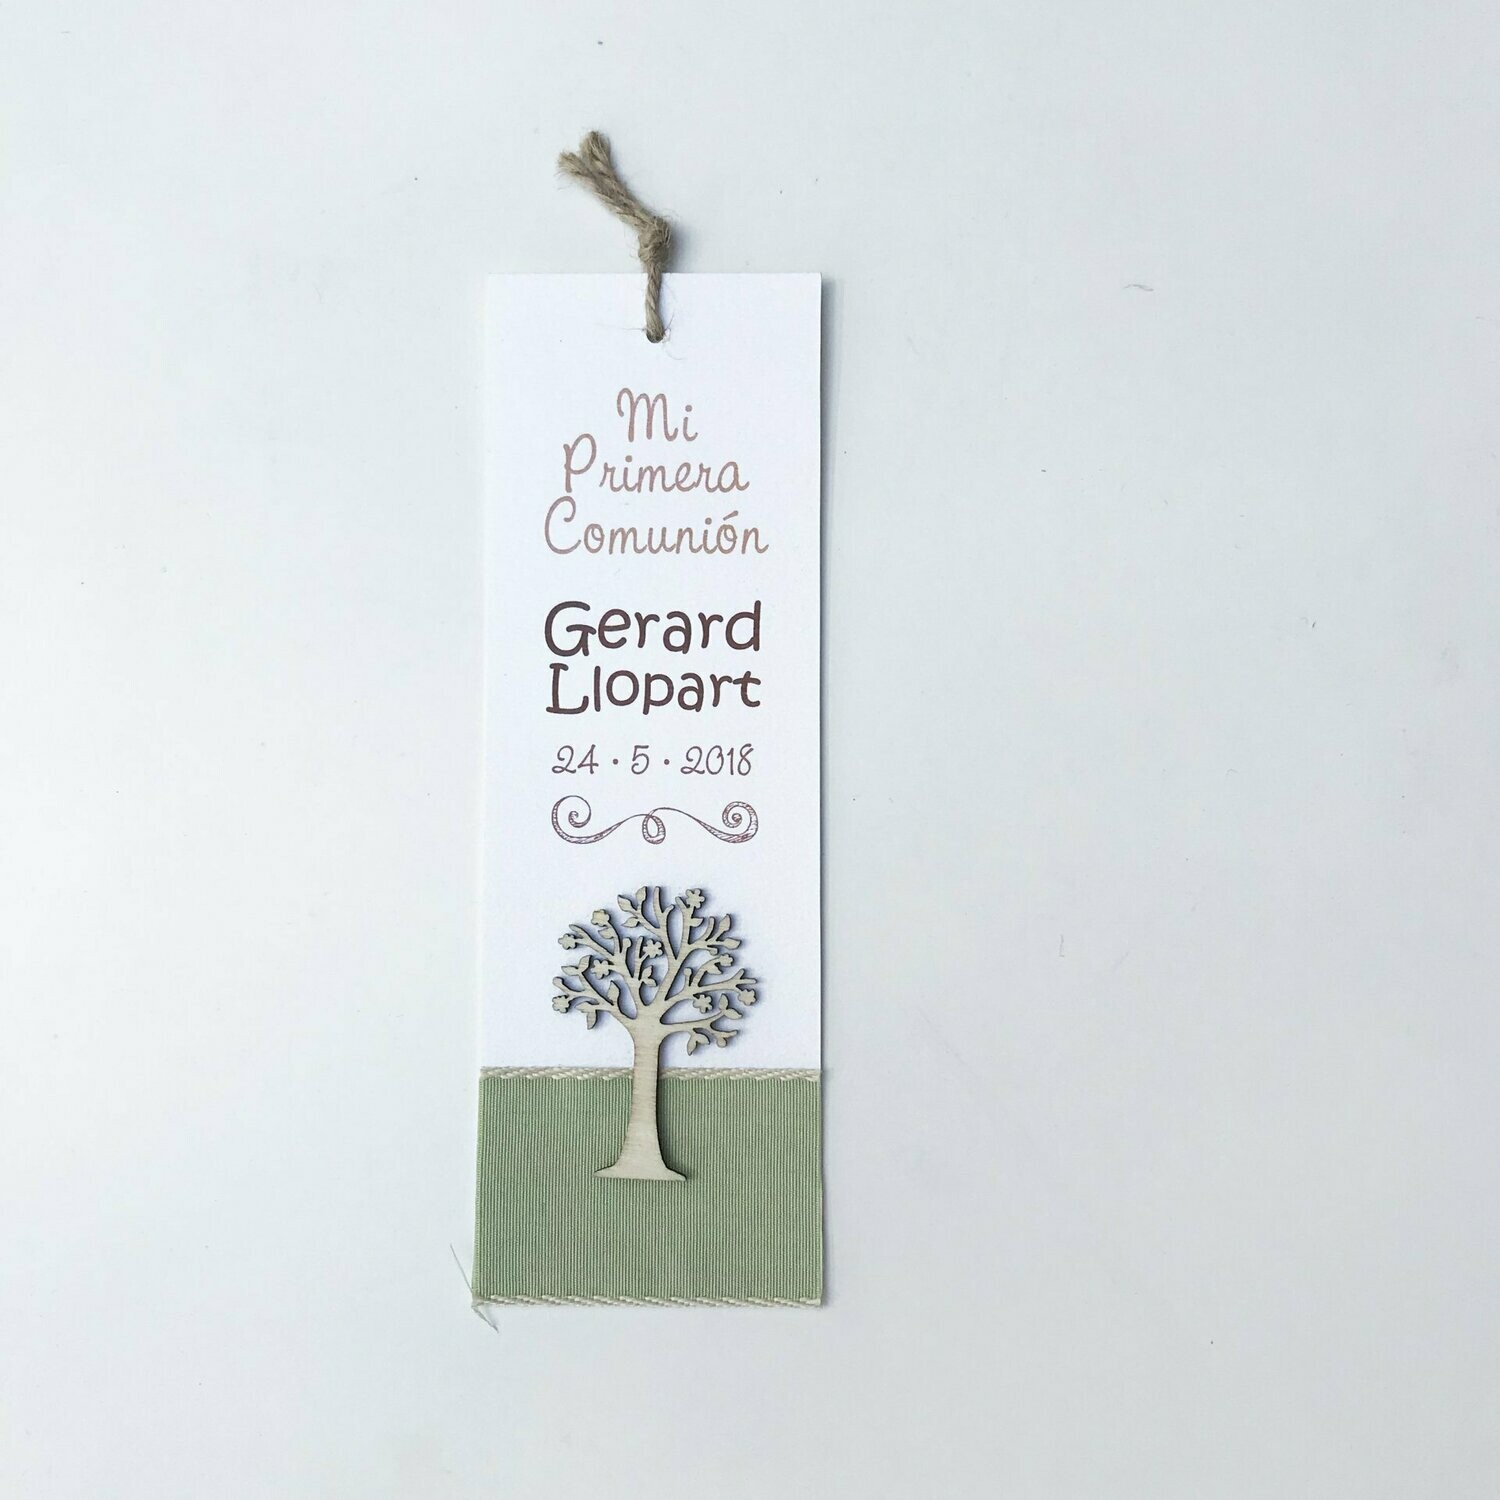 Mi
Primera
Comunión
Gerard
Llopart
24 · 5 · 2018